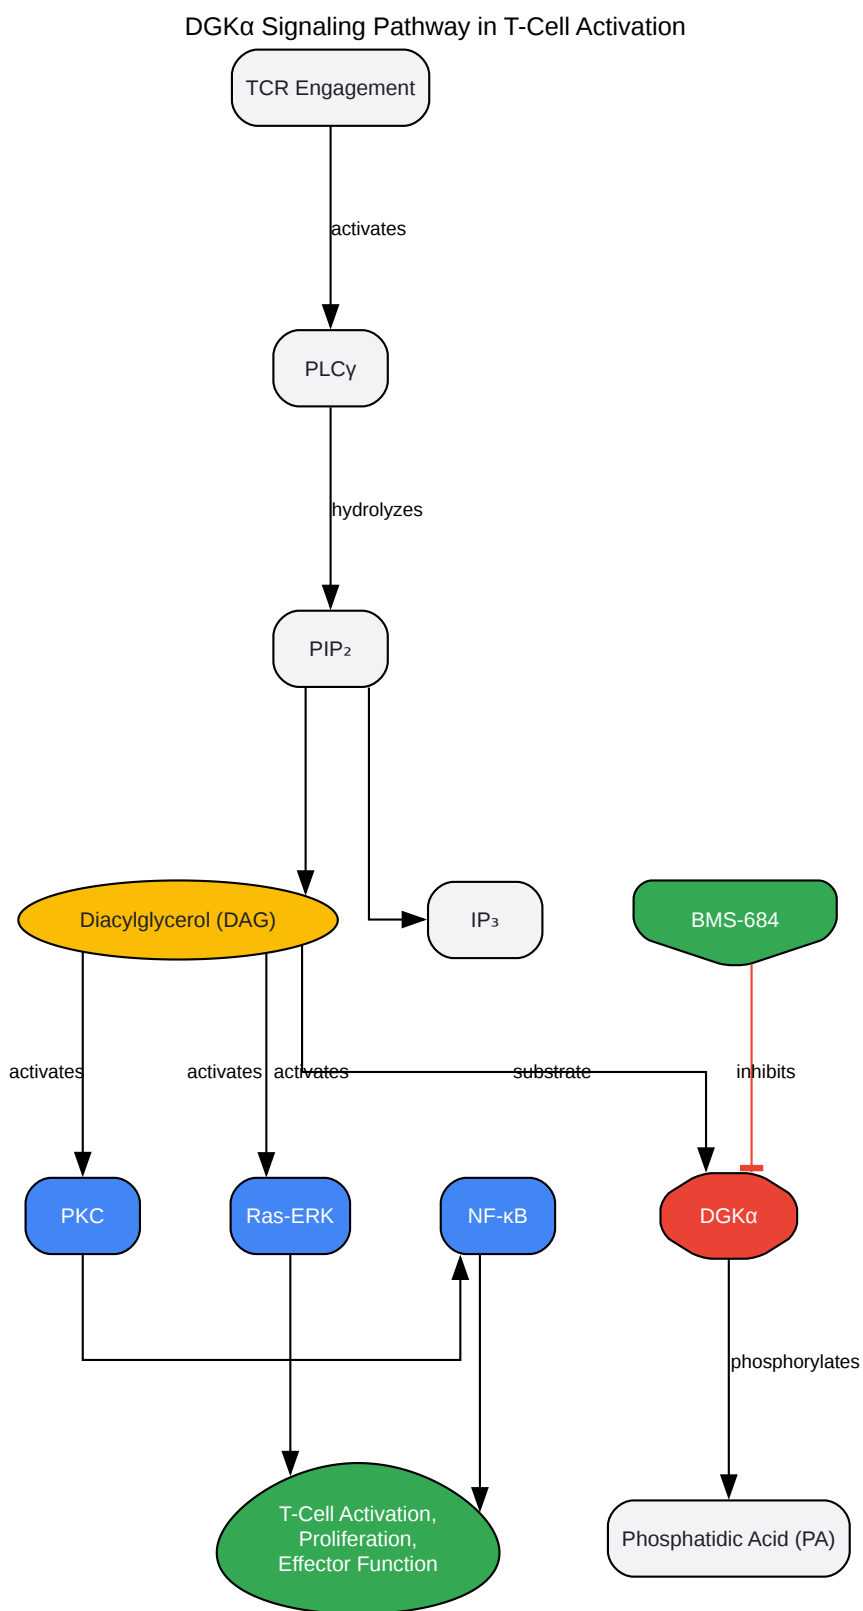 DGKα Signaling Pathway in T-Cell Activation
TCR Engagement
activates
PLCγ
hydrolyzes
PIP₂
Diacylglycerol (DAG)
IP₃
BMS-684
activates
activates
activates
substrate
inhibits
PKC
Ras-ERK
NF-κB
DGKα
phosphorylates
T-Cell Activation,
Proliferation,
Effector Function
Phosphatidic Acid (PA)